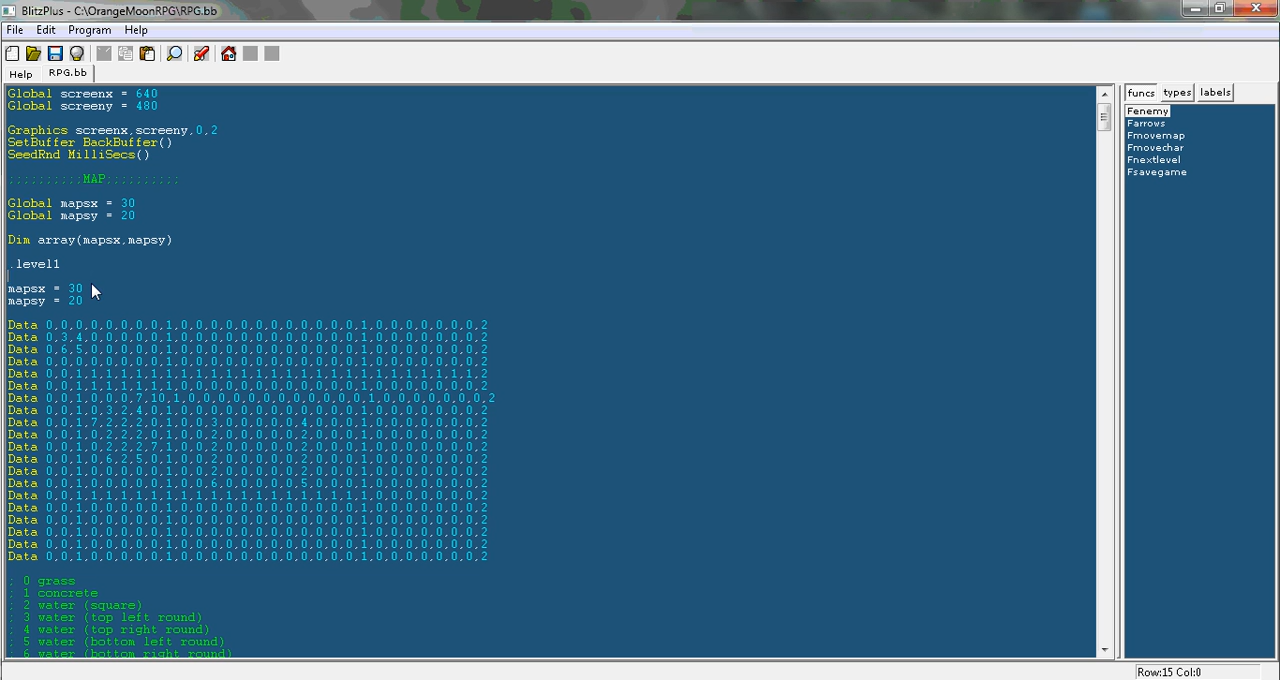 BlitzPlus - C:\OrangeMoonRPG\RPG.bb
File Edit Program Help
Help RPG.bb
Global screenx = 640
Global screeny = 480
Graphics screenx,screeny,0,2
SetBuffer BackBuffer()
SeedRnd MilliSecs()
;;;;;;;;;;MAP;;;;;;;;;;
Global mapsx = 30
Global mapsy = 20
Dim array(mapsx,mapsy)
.level1
mapsx = 30
mapsy = 20
Data 0,0,0,0,0,0,0,0,1,0,0,0,0,0,0,0,0,0,0,0,0,1,0,0,0,0,0,0,0,2
Data 0,3,4,0,0,0,0,0,1,0,0,0,0,0,0,0,0,0,0,0,0,1,0,0,0,0,0,0,0,2
Data 0,6,5,0,0,0,0,0,1,0,0,0,0,0,0,0,0,0,0,0,0,1,0,0,0,0,0,0,0,2
Data 0,0,0,0,0,0,0,0,1,0,0,0,0,0,0,0,0,0,0,0,0,1,0,0,0,0,0,0,0,2
Data 0,0,1,1,1,1,1,1,1,1,1,1,1,1,1,1,1,1,1,1,1,1,1,1,1,1,1,1,1,2
Data 0,0,1,1,1,1,1,1,1,0,0,0,0,0,0,0,0,0,0,0,0,1,0,0,0,0,0,0,0,2
Data 0,0,1,0,0,0,7,10,1,0,0,0,0,0,0,0,0,0,0,0,0,1,0,0,0,0,0,0,0,2
Data 0,0,1,0,3,2,4,0,1,0,0,0,0,0,0,0,0,0,0,0,0,1,0,0,0,0,0,0,0,2
Data 0,0,1,7,2,2,2,0,1,0,0,3,0,0,0,0,0,4,0,0,0,1,0,0,0,0,0,0,0,2
Data 0,0,1,0,2,2,2,0,1,0,0,2,0,0,0,0,0,2,0,0,0,1,0,0,0,0,0,0,0,2
Data 0,0,1,0,2,2,2,7,1,0,0,2,0,0,0,0,0,2,0,0,0,1,0,0,0,0,0,0,0,2
Data 0,0,1,0,6,2,5,0,1,0,0,2,0,0,0,0,0,2,0,0,0,1,0,0,0,0,0,0,0,2
Data 0,0,1,0,0,0,0,0,1,0,0,2,0,0,0,0,0,2,0,0,0,1,0,0,0,0,0,0,0,2
Data 0,0,1,0,0,0,0,0,1,0,0,6,0,0,0,0,0,5,0,0,0,1,0,0,0,0,0,0,0,2
Data 0,0,1,1,1,1,1,1,1,1,1,1,1,1,1,1,1,1,1,1,1,1,0,0,0,0,0,0,0,2
Data 0,0,1,0,0,0,0,0,1,0,0,0,0,0,0,0,0,0,0,0,0,1,0,0,0,0,0,0,0,2
Data 0,0,1,0,0,0,0,0,1,0,0,0,0,0,0,0,0,0,0,0,0,1,0,0,0,0,0,0,0,2
Data 0,0,1,0,0,0,0,0,1,0,0,0,0,0,0,0,0,0,0,0,0,1,0,0,0,0,0,0,0,2
Data 0,0,1,0,0,0,0,0,1,0,0,0,0,0,0,0,0,0,0,0,0,1,0,0,0,0,0,0,0,2
Data 0,0,1,0,0,0,0,0,1,0,0,0,0,0,0,0,0,0,0,0,0,1,0,0,0,0,0,0,0,2
; 0 grass
; 1 concrete
; 2 water (square)
; 3 water (top left round)
; 4 water (top right round)
; 5 water (bottom left round)
; 6 water (bottom right round)
funcs types labels
Fenemy
Farrows
Fmovemap
Fmovechar
Fnextlevel
Fsavegame
Row:15 Col:0